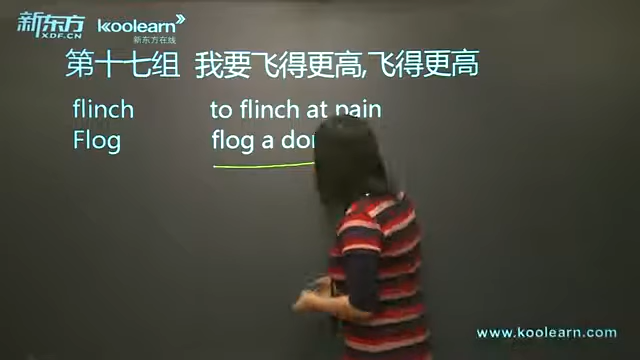 新东方 koolearn
XDF.CN 新东方在线
第十七组 我要飞得更高,飞得更高
flinch to flinch at pain
Flog flog a
www.koolearn.com